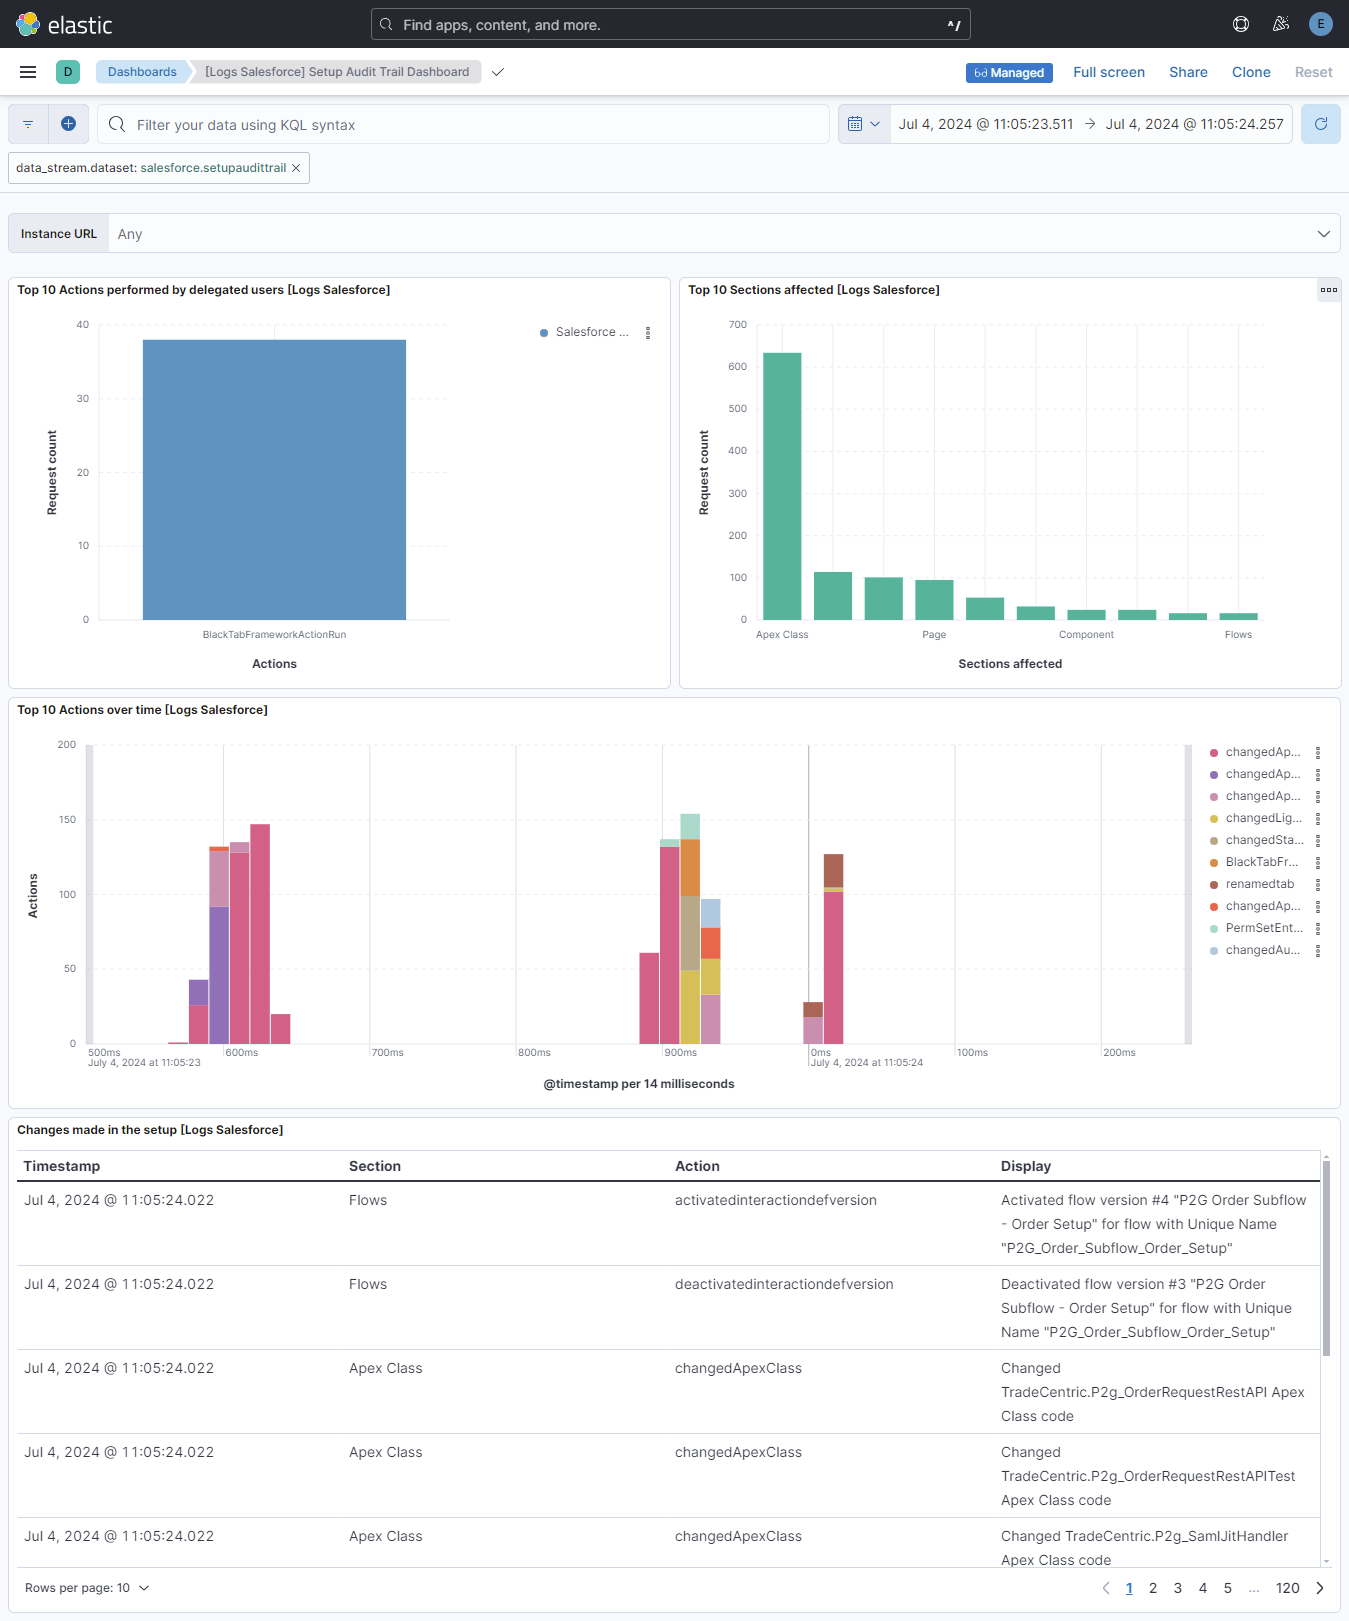 elastic
Find apps, content, and more.
^/
E
D
Dashboards
[Logs Salesforce] Setup Audit Trail Dashboard
Managed
Full screen
Share
Clone
Reset
Filter your data using KQL syntax
Jul 4, 2024 @ 11:05:23.511 → Jul 4, 2024 @ 11:05:24.257
data_stream.dataset: salesforce.setupaudittrail ×
Instance URL
Any
Top 10 Actions performed by delegated users [Logs Salesforce]
40
30
20
10
0
Request count
BlackTabFrameworkActionRun
Actions
Salesforce ...
Top 10 Sections affected [Logs Salesforce]
700
600
500
400
300
200
100
0
Request count
Apex Class
Page
Component
Flows
Sections affected
Top 10 Actions over time [Logs Salesforce]
200
150
100
50
0
Actions
500ms
600ms
700ms
800ms
900ms
0ms
100ms
200ms
July 4, 2024 at 11:05:23
July 4, 2024 at 11:05:24
@timestamp per 14 milliseconds
changedAp...
changedAp...
changedAp...
changedLig...
changedSta...
BlackTabFr...
renamedtab
changedAp...
PermSetEnt...
changedAu...
Changes made in the setup [Logs Salesforce]
Timestamp
Section
Action
Display
Jul 4, 2024 @ 11:05:24.022
Flows
activatedinteractiondefversion
Activated flow version #4 "P2G Order Subflow
- Order Setup" for flow with Unique Name
"P2G_Order_Subflow_Order_Setup"
Jul 4, 2024 @ 11:05:24.022
Flows
deactivatedinteractiondefversion
Deactivated flow version #3 "P2G Order
Subflow - Order Setup" for flow with Unique
Name "P2G_Order_Subflow_Order_Setup"
Jul 4, 2024 @ 11:05:24.022
Apex Class
changedApexClass
Changed
TradeCentric.P2g_OrderRequestRestAPI Apex
Class code
Jul 4, 2024 @ 11:05:24.022
Apex Class
changedApexClass
Changed
TradeCentric.P2g_OrderRequestRestAPITest
Apex Class code
Jul 4, 2024 @ 11:05:24.022
Apex Class
changedApexClass
Changed TradeCentric.P2g_SamlJitHandler
Apex Class code
Rows per page: 10
1 2 3 4 5 ... 120